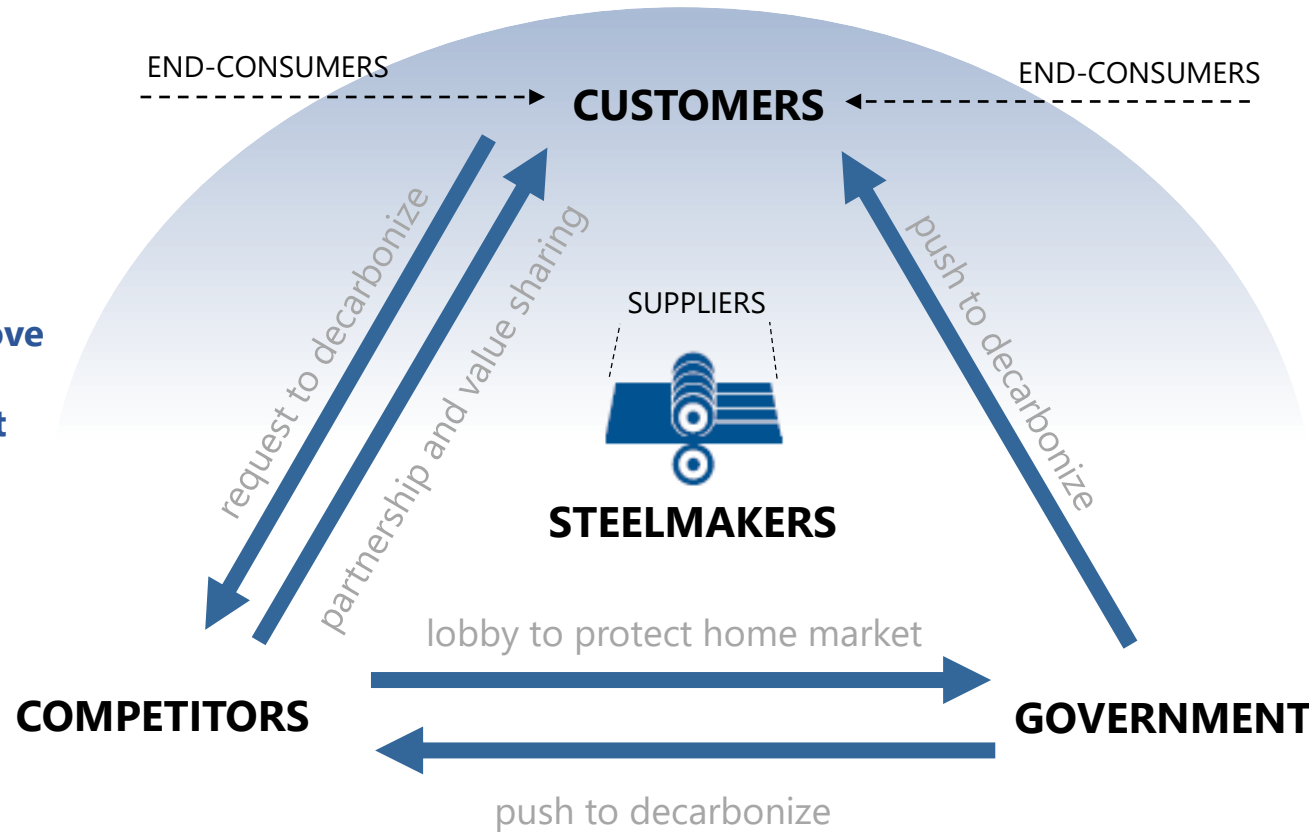 END-CONSUMERS
END-CONSUMERS
CUSTOMERS
request to decarbonize
partnership and value sharing
push to decarbonize
SUPPLIERS
STEELMAKERS
lobby to protect home market
COMPETITORS
GOVERNMENT
push to decarbonize